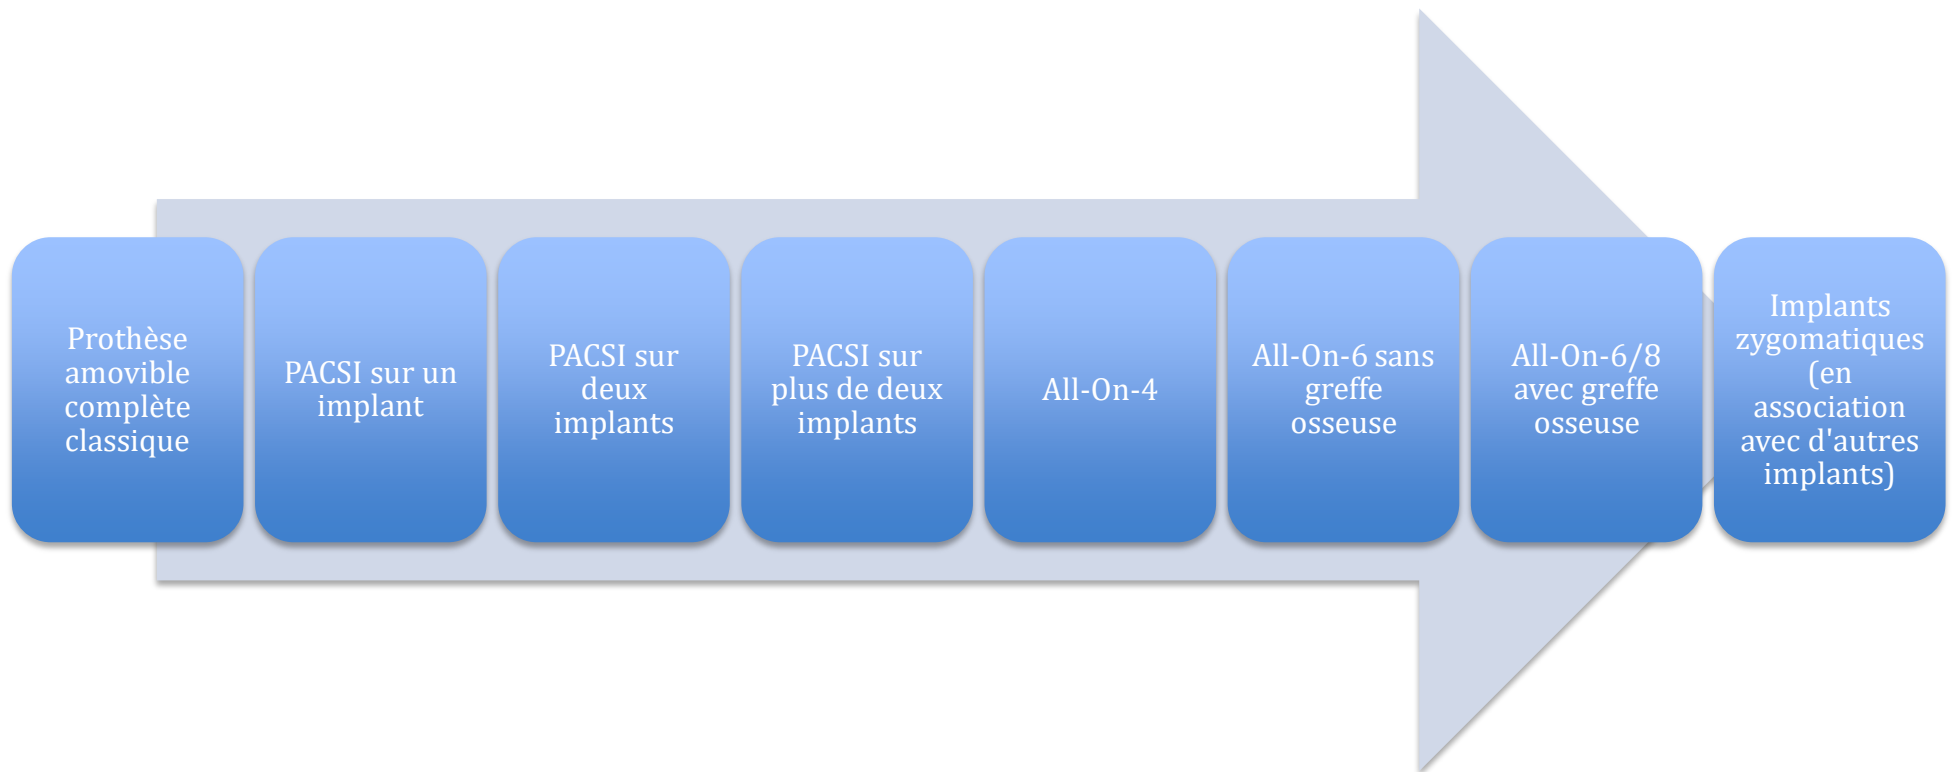 Prothèse
amovible
complète
classique
PACSI sur un
implant
PACSI sur
deux
implants
PACSI sur
plus de deux
implants
All-On-4
All-On-6 sans
greffe
osseuse
All-On-6/8
avec greffe
osseuse
Implants
zygomatiques
(en
association
avec d'autres
implants)